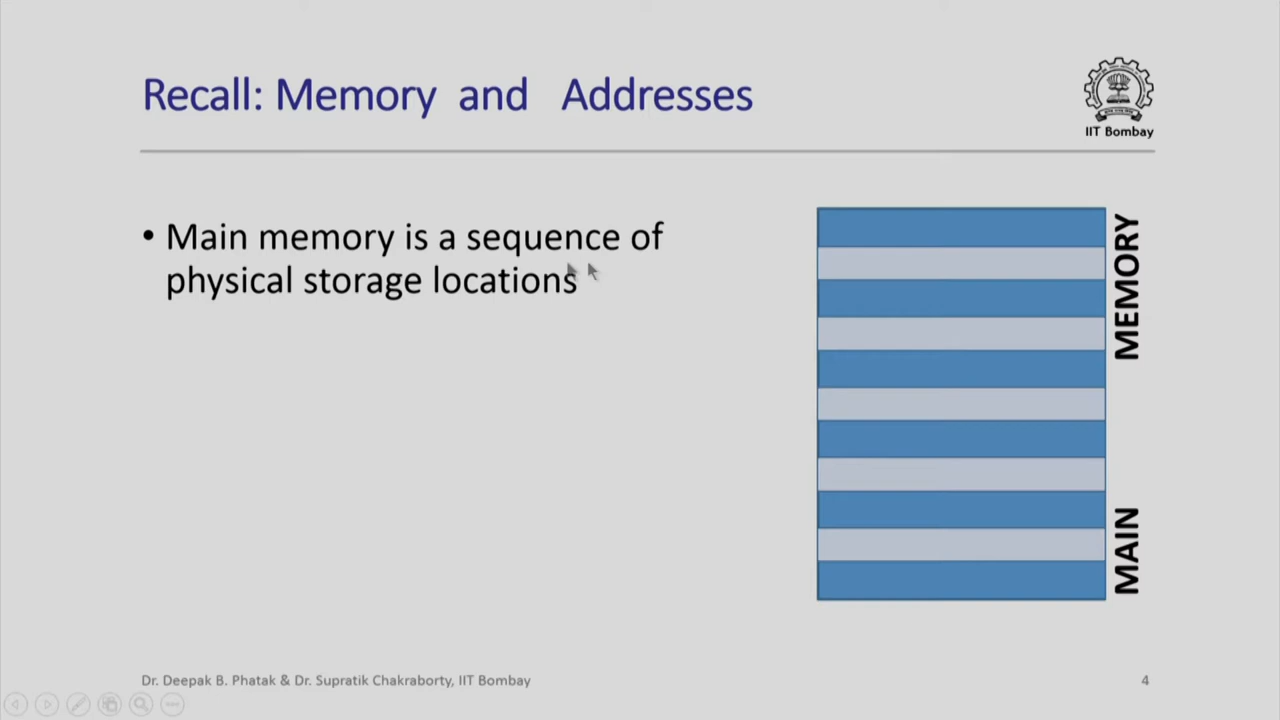 Recall: Memory and Addresses
IIT Bombay
• Main memory is a sequence of
physical storage locations
MAIN MEMORY
Dr. Deepak B. Phatak & Dr. Supratik Chakraborty, IIT Bombay
4